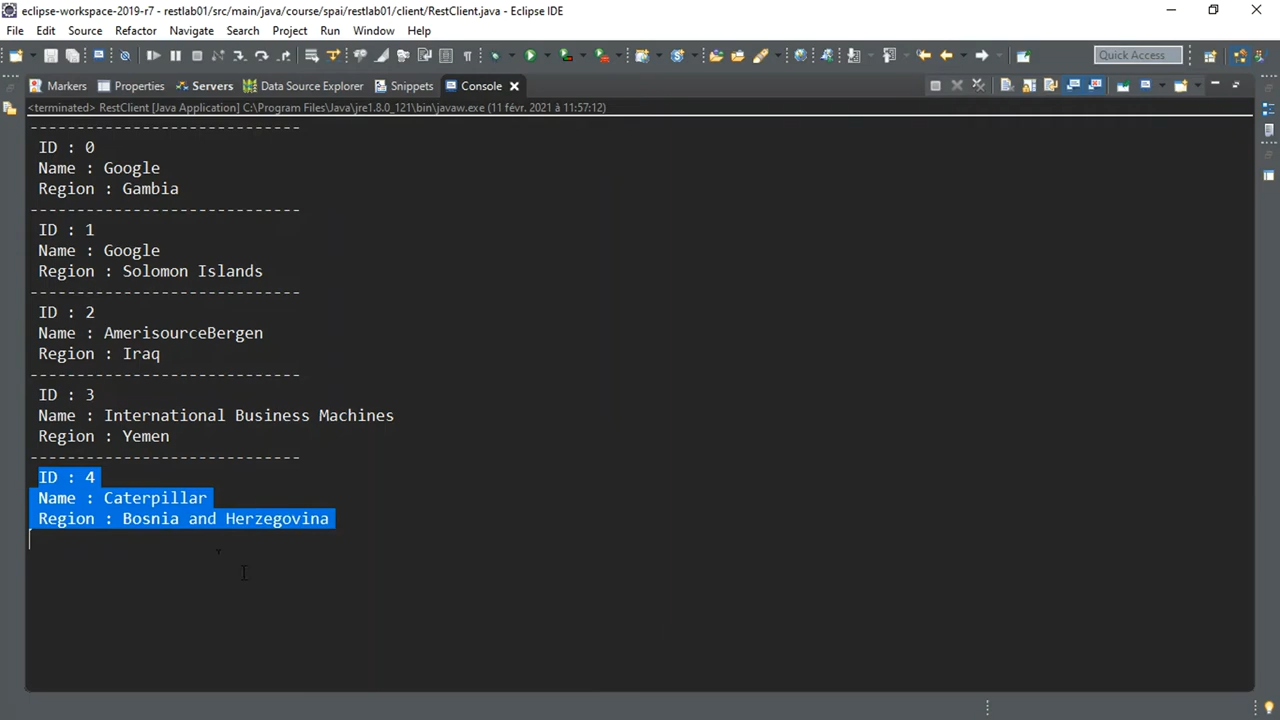 eclipse-workspace-2019-r7 - restlab01/src/main/java/course/spai/restlab01/client/RestClient.java - Eclipse IDE
File Edit Source Refactor Navigate Search Project Run Window Help
Quick Access
Markers Properties Servers Data Source Explorer Snippets Console
<terminated> RestClient [Java Application] C:\Program Files\Java\jre1.8.0_121\bin\javaw.exe (11 févr. 2021 à 11:57:12)
-----------------------------
ID : 0
Name : Google
Region : Gambia
-----------------------------
ID : 1
Name : Google
Region : Solomon Islands
-----------------------------
ID : 2
Name : AmerisourceBergen
Region : Iraq
-----------------------------
ID : 3
Name : International Business Machines
Region : Yemen
-----------------------------
ID : 4
Name : Caterpillar
Region : Bosnia and Herzegovina